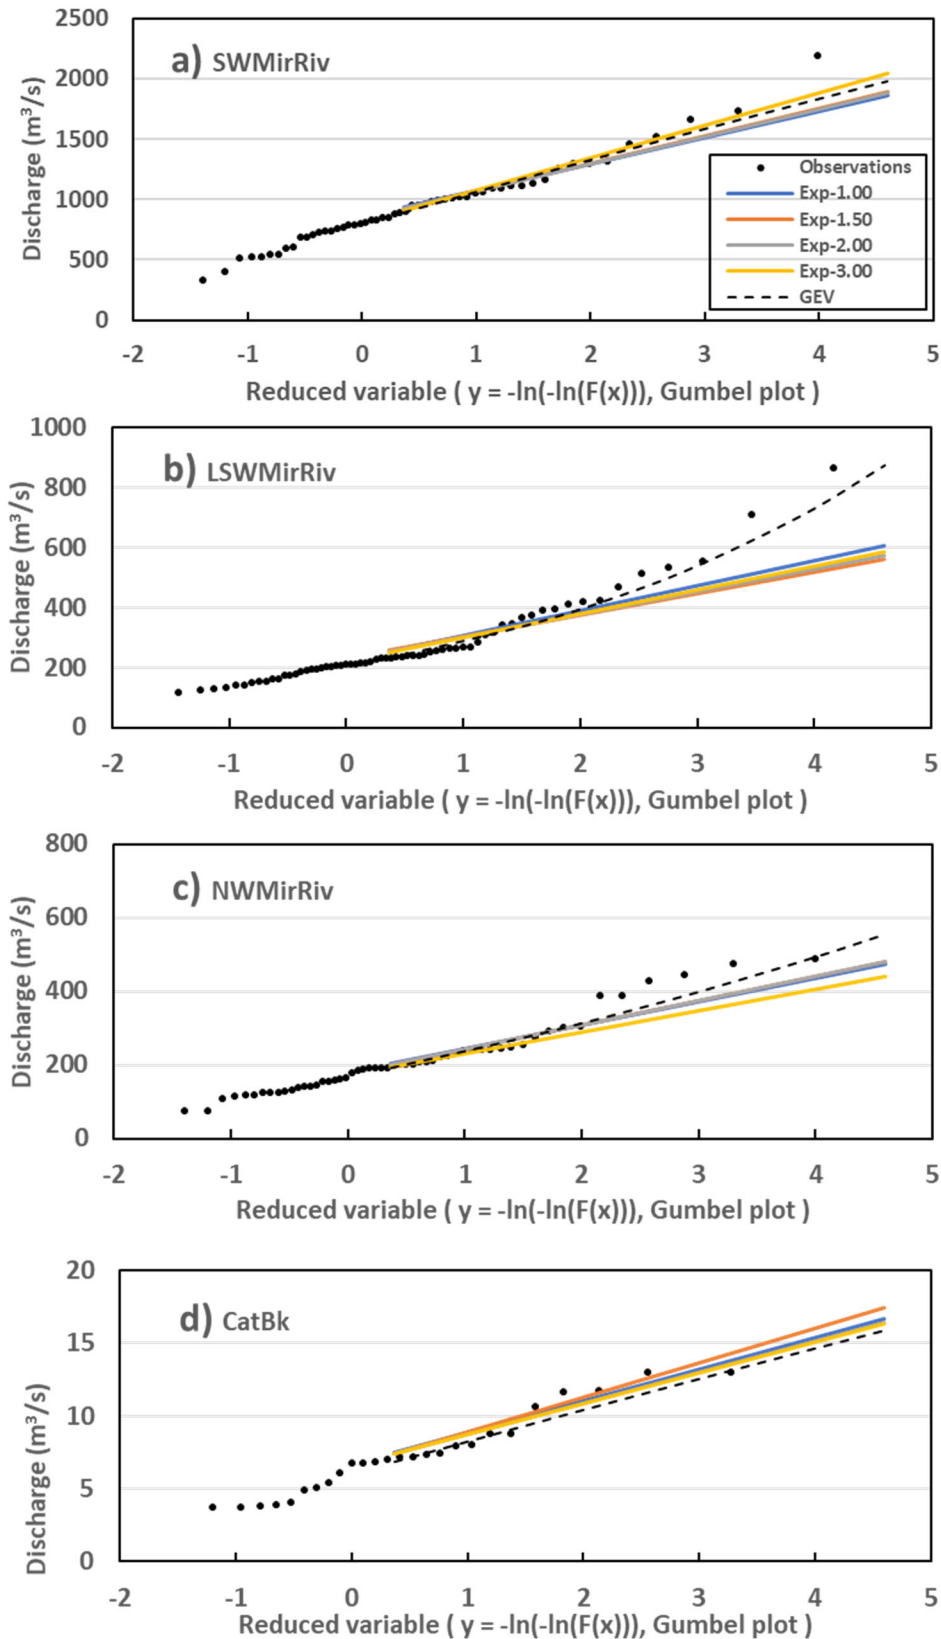 2500
2000
1500
1000
500
0
Discharge (m³/s)
a) SWMirRiv
Observations
Exp-1.00
Exp-1.50
Exp-2.00
Exp-3.00
GEV
-2 -1 0 1 2 3 4 5
Reduced variable ( y = -ln(-ln(F(x))), Gumbel plot )
1000
800
600
400
200
0
Discharge (m³/s)
b) LSWMirRiv
-2 -1 0 1 2 3 4 5
Reduced variable ( y = -ln(-ln(F(x))), Gumbel plot )
800
600
400
200
0
Discharge (m³/s)
c) NWMirRiv
-2 -1 0 1 2 3 4 5
Reduced variable ( y = -ln(-ln(F(x))), Gumbel plot )
20
15
10
5
0
Discharge (m³/s)
d) CatBk
-2 -1 0 1 2 3 4 5
Reduced variable ( y = -ln(-ln(F(x))), Gumbel plot )